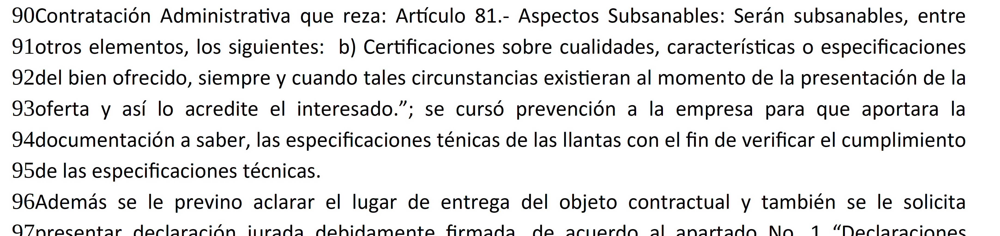 90Contratación Administrativa que reza: Artículo 81.- Aspectos Subsanables: Serán subsanables, entre
91otros elementos, los siguientes:  b) Certificaciones sobre cualidades, características o especificaciones
92del bien ofrecido, siempre y cuando tales circunstancias existieran al momento de la presentación de la
93oferta y así lo acredite el interesado.”; se cursó prevención a la empresa para que aportara la
94documentación a saber, las especificaciones ténicas de las llantas con el fin de verificar el cumplimiento
95de las especificaciones técnicas.
96Además se le previno aclarar el lugar de entrega del objeto contractual y también se le solicita
97presentar declaración jurada debidamente firmada de acuerdo al apartado No. 1 “Declaraciones